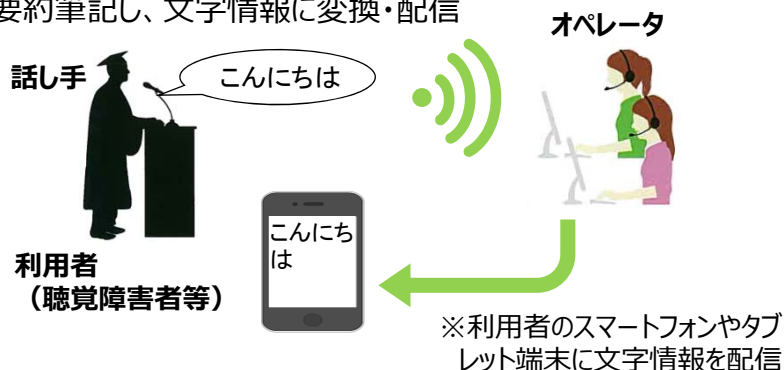 要約筆記し、文字情報に変換・配信
オペレータ
話し手
こんにちは
こんにち
は
利用者
（聴覚障害者等）
※利用者のスマートフォンやタブ
レット端末に文字情報を配信